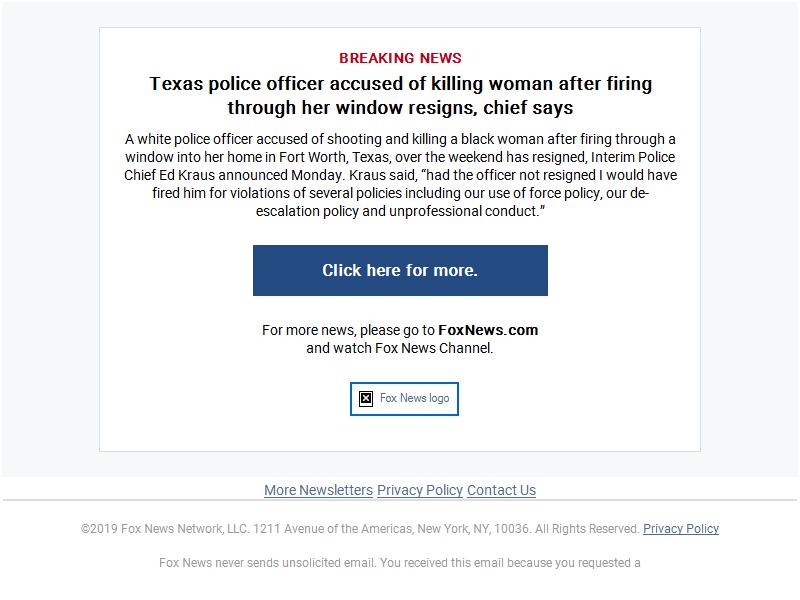 BREAKING NEWS
Texas police officer accused of killing woman after firing
through her window resigns, chief says
A white police officer accused of shooting and killing a black woman after firing through a
window into her home in Fort Worth, Texas, over the weekend has resigned, Interim Police
Chief Ed Kraus announced Monday. Kraus said, “had the officer not resigned I would have
fired him for violations of several policies including our use of force policy, our de-
escalation policy and unprofessional conduct.”
Click here for more.
For more news, please go to FoxNews.com
and watch Fox News Channel.
Fox News logo
More Newsletters Privacy Policy Contact Us
©2019 Fox News Network, LLC. 1211 Avenue of the Americas, New York, NY, 10036. All Rights Reserved. Privacy Policy
Fox News never sends unsolicited email. You received this email because you requested a